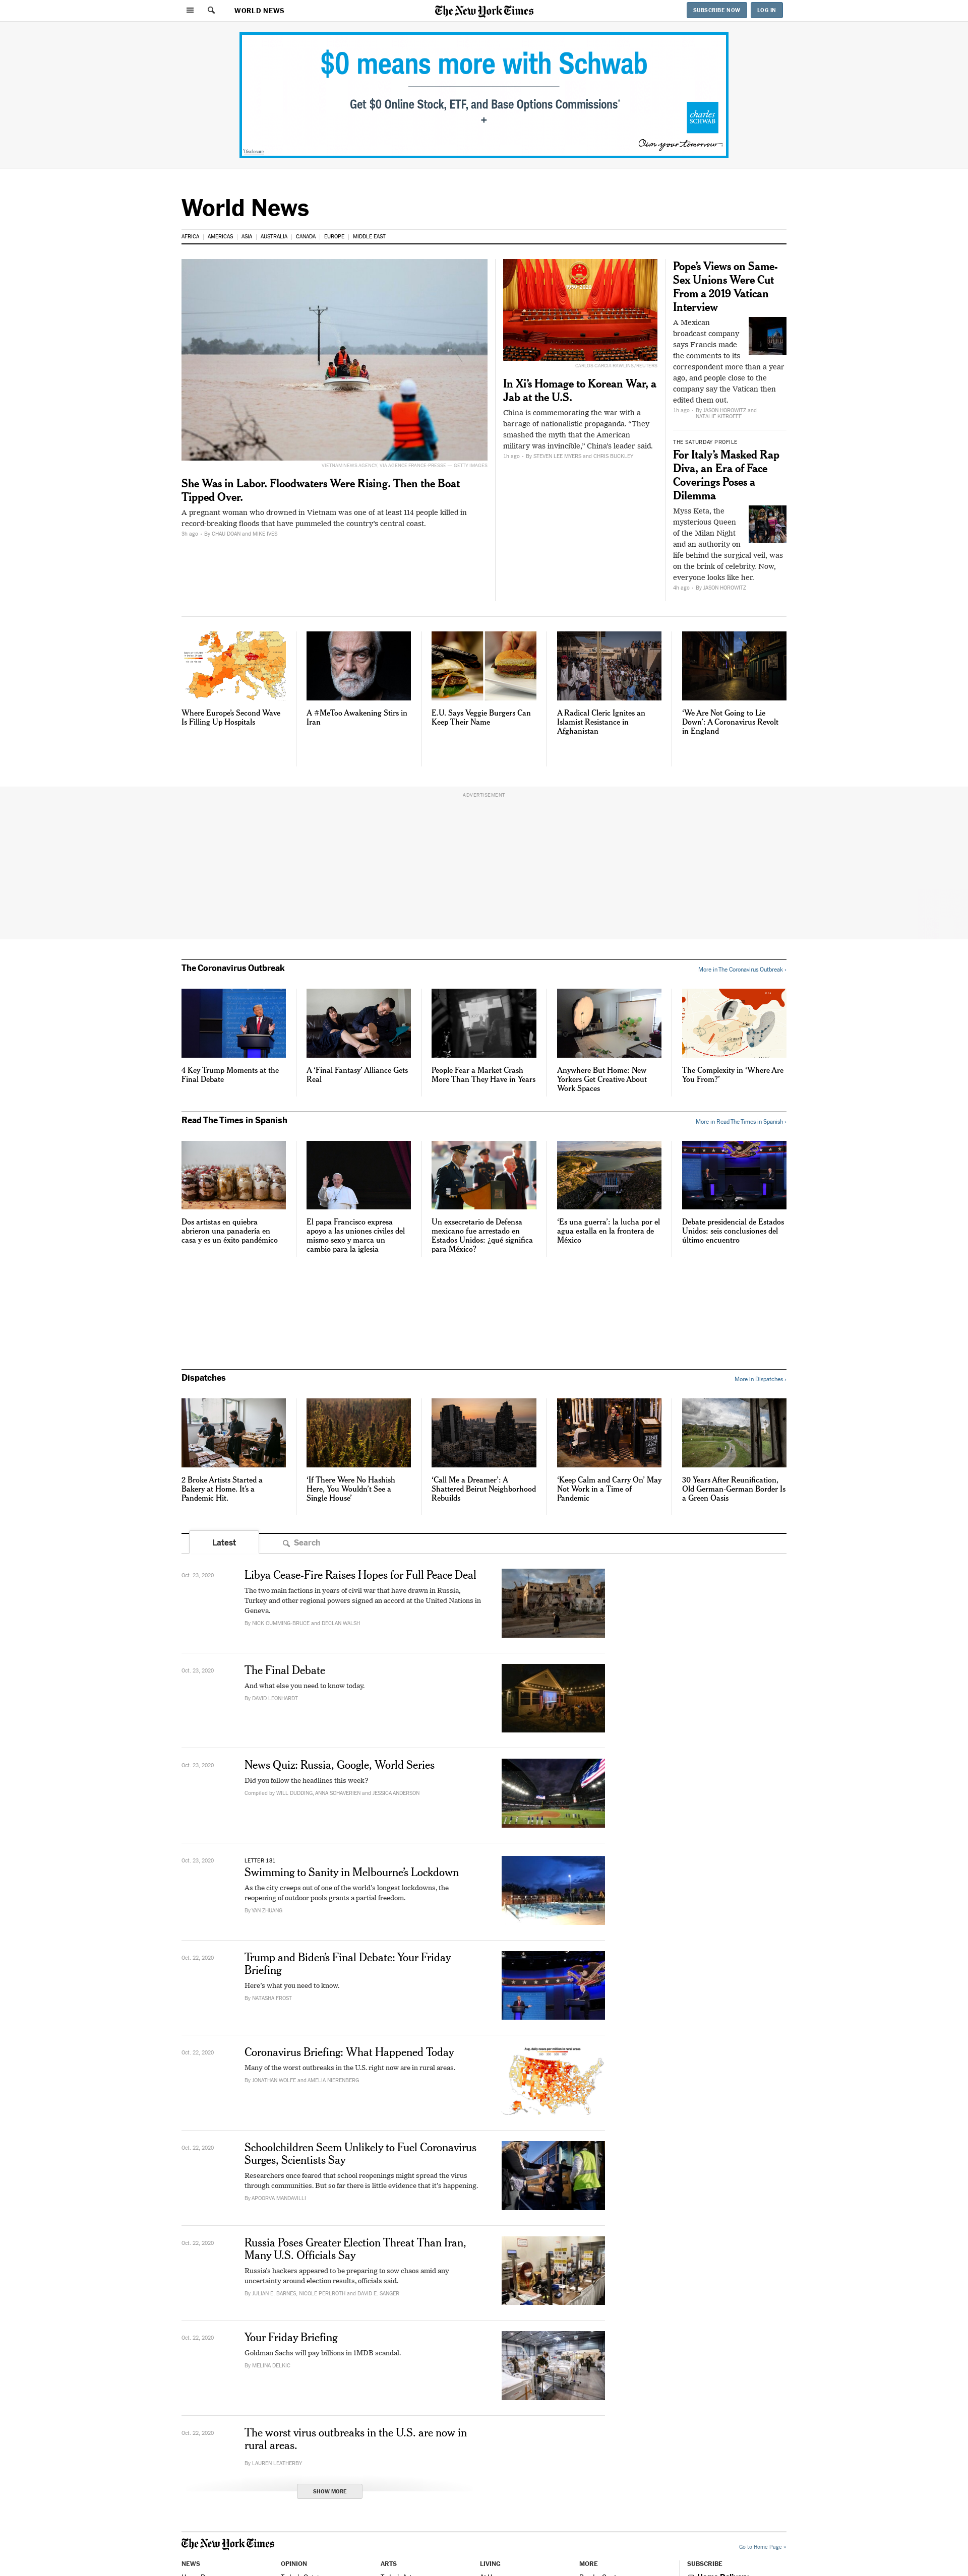 WORLD NEWS
The New York Times
SUBSCRIBE NOW
LOG IN
$0 means more with Schwab
Get $0 Online Stock, ETF, and Base Options Commissions*
+
charles
SCHWAB
Own your tomorrow
Disclosure
World News
AFRICA
AMERICAS
ASIA
AUSTRALIA
CANADA
EUROPE
MIDDLE EAST
VIETNAM NEWS AGENCY, VIA AGENCE FRANCE-PRESSE — GETTY IMAGES
She Was in Labor. Floodwaters Were Rising. Then the Boat
Tipped Over.
A pregnant woman who drowned in Vietnam was one of at least 114 people killed in
record-breaking floods that have pummeled the country's central coast.
3h ago - By CHAU DOAN and MIKE IVES
CARLOS GARCIA RAWLINS/REUTERS
In Xi's Homage to Korean War, a
Jab at the U.S.
China is commemorating the war with a
barrage of nationalistic propaganda. "They
smashed the myth that the American
military was invincible," China's leader said.
1h ago - By STEVEN LEE MYERS and CHRIS BUCKLEY
Pope's Views on Same-
Sex Unions Were Cut
From a 2019 Vatican
Interview
A Mexican
broadcast company
says Francis made
the comments to its
correspondent more than a year
ago, and people close to the
company say the Vatican then
edited them out.
1h ago - By JASON HOROWITZ and
NATALIE KITROEFF
THE SATURDAY PROFILE
For Italy's Masked Rap
Diva, an Era of Face
Coverings Poses a
Dilemma
Myss Keta, the
mysterious Queen
of the Milan Night
and an authority on
life behind the surgical veil, was
on the brink of celebrity. Now,
everyone looks like her.
4h ago - By JASON HOROWITZ
Where Europe's Second Wave
Is Filling Up Hospitals
A #MeToo Awakening Stirs in
Iran
E.U. Says Veggie Burgers Can
Keep Their Name
A Radical Cleric Ignites an
Islamist Resistance in
Afghanistan
'We Are Not Going to Lie
Down': A Coronavirus Revolt
in England
ADVERTISEMENT
The Coronavirus Outbreak
More in The Coronavirus Outbreak ›
4 Key Trump Moments at the
Final Debate
A 'Final Fantasy' Alliance Gets
Real
People Fear a Market Crash
More Than They Have in Years
Anywhere But Home: New
Yorkers Get Creative About
Work Spaces
The Complexity in 'Where Are
You From?'
Read The Times in Spanish
More in Read The Times in Spanish ›
Dos artistas en quiebra
abrieron una panadería en
casa y es un éxito pandémico
El papa Francisco expresa
apoyo a las uniones civiles del
mismo sexo y marca un
cambio para la iglesia
Un exsecretario de Defensa
mexicano fue arrestado en
Estados Unidos: ¿qué significa
para México?
'Es una guerra': la lucha por el
agua estalla en la frontera de
México
Debate presidencial de Estados
Unidos: seis conclusiones del
último encuentro
Dispatches
More in Dispatches ›
2 Broke Artists Started a
Bakery at Home. It's a
Pandemic Hit.
'If There Were No Hashish
Here, You Wouldn't See a
Single House'
'Call Me a Dreamer': A
Shattered Beirut Neighborhood
Rebuilds
'Keep Calm and Carry On' May
Not Work in a Time of
Pandemic
30 Years After Reunification,
Old German-German Border Is
a Green Oasis
Latest
Search
Oct. 23, 2020
Libya Cease-Fire Raises Hopes for Full Peace Deal
The two main factions in years of civil war that have drawn in Russia,
Turkey and other regional powers signed an accord at the United Nations in
Geneva.
By NICK CUMMING-BRUCE and DECLAN WALSH
Oct. 23, 2020
The Final Debate
And what else you need to know today.
By DAVID LEONHARDT
Oct. 23, 2020
News Quiz: Russia, Google, World Series
Did you follow the headlines this week?
Compiled by WILL DUDDING, ANNA SCHAVERIEN and JESSICA ANDERSON
Oct. 23, 2020
LETTER 181
Swimming to Sanity in Melbourne's Lockdown
As the city creeps out of one of the world's longest lockdowns, the
reopening of outdoor pools grants a partial freedom.
By YAN ZHUANG
Oct. 22, 2020
Trump and Biden's Final Debate: Your Friday
Briefing
Here's what you need to know.
By NATASHA FROST
Oct. 22, 2020
Coronavirus Briefing: What Happened Today
Many of the worst outbreaks in the U.S. right now are in rural areas.
By JONATHAN WOLFE and AMELIA NIERENBERG
Oct. 22, 2020
Schoolchildren Seem Unlikely to Fuel Coronavirus
Surges, Scientists Say
Researchers once feared that school reopenings might spread the virus
through communities. But so far there is little evidence that it's happening.
By APOORVA MANDAVILLI
Oct. 22, 2020
Russia Poses Greater Election Threat Than Iran,
Many U.S. Officials Say
Russia's hackers appeared to be preparing to sow chaos amid any
uncertainty around election results, officials said.
By JULIAN E. BARNES, NICOLE PERLROTH and DAVID E. SANGER
Oct. 22, 2020
Your Friday Briefing
Goldman Sachs will pay billions in 1MDB scandal.
By MELINA DELKIC
Oct. 22, 2020
The worst virus outbreaks in the U.S. are now in
rural areas.
By LAUREN LEATHERBY
SHOW MORE
The New York Times
Go to Home Page »
NEWS
OPINION
ARTS
LIVING
MORE
SUBSCRIBE